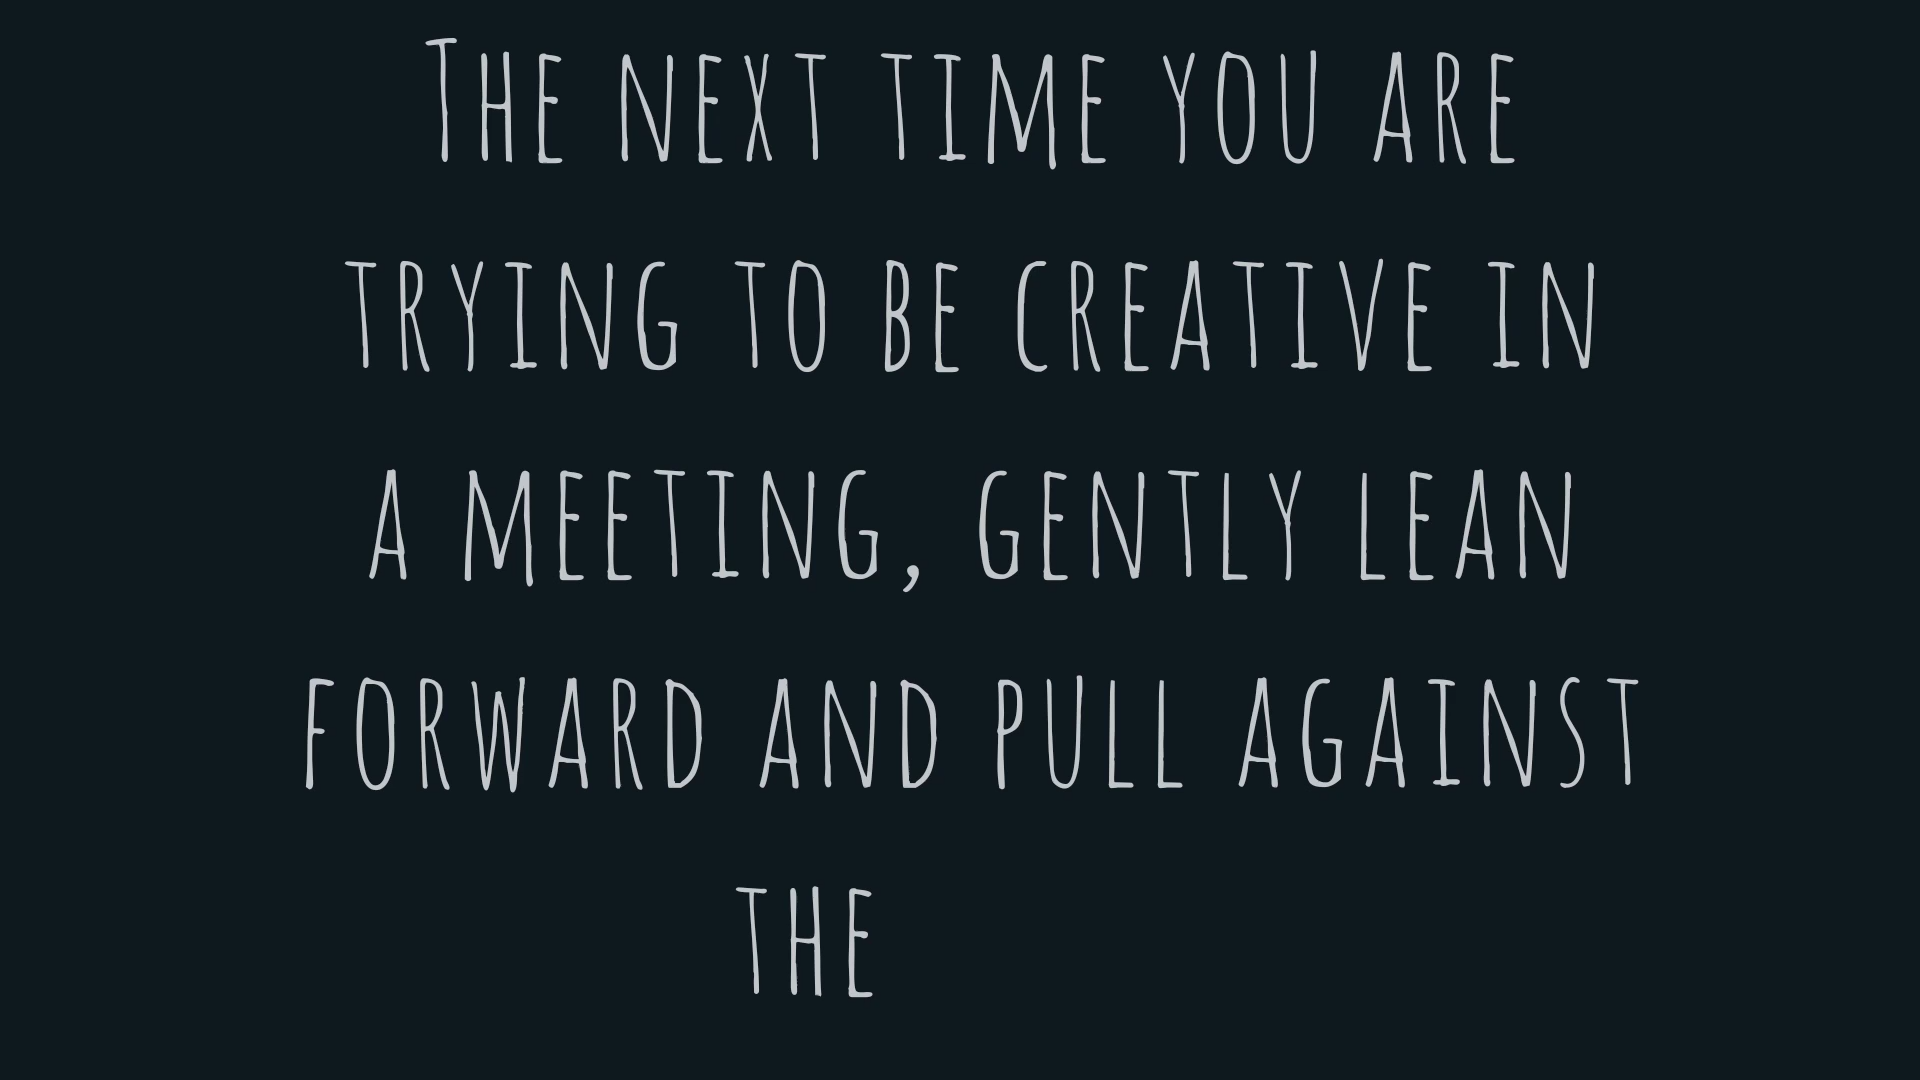 The next time you are
trying to be creative in
a meeting, gently lean
forward and pull against
the